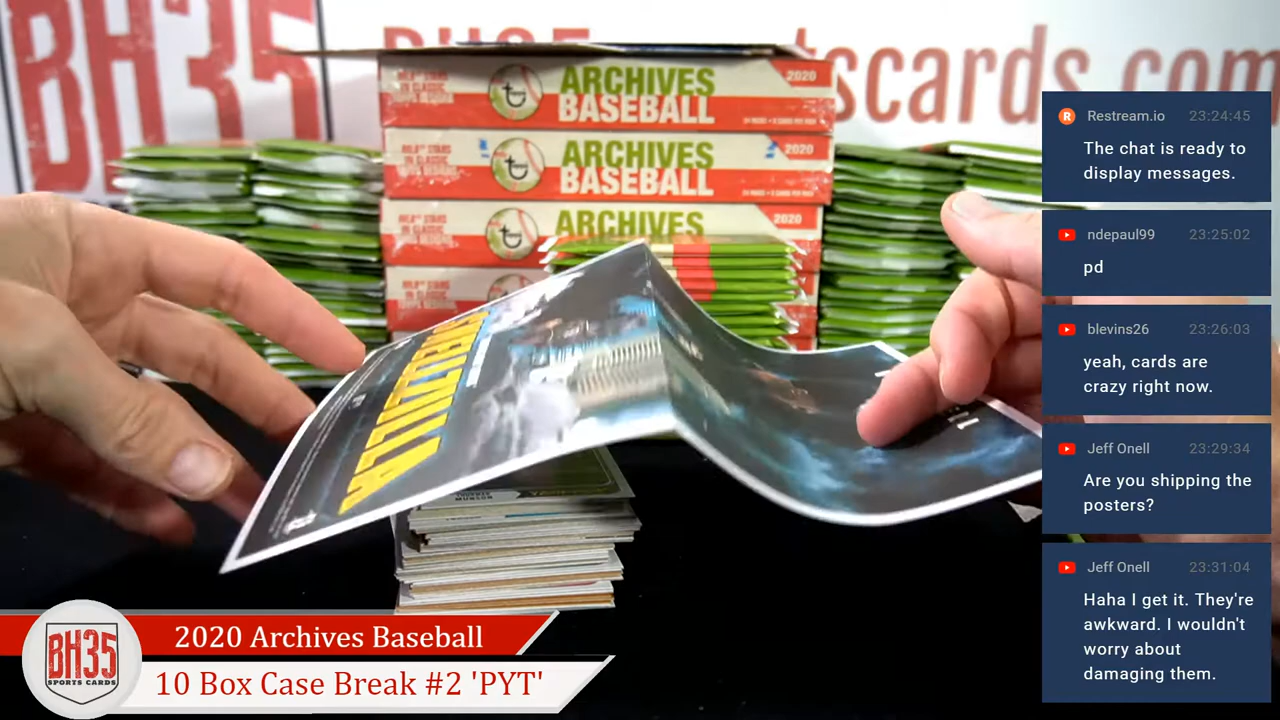 BH35
BH35 sportscards.com
ARCHIVES
BASEBALL
2020
ARCHIVES
BASEBALL
2020
ARCHIVES
2020
Restream.io 23:24:45
The chat is ready to
display messages.
ndepaul99 23:25:02
pd
blevins26 23:26:03
yeah, cards are
crazy right now.
Jeff Onell 23:29:34
Are you shipping the
posters?
Jeff Onell 23:31:04
Haha I get it. They're
awkward. I wouldn't
worry about
damaging them.
BH35
SPORTS CARDS
2020 Archives Baseball
10 Box Case Break #2 'PYT'